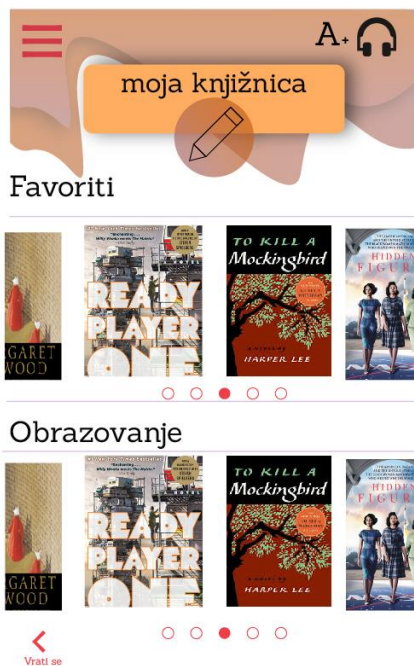 A+
moja knjižnica
Favoriti
GARET
WOOD
READY
PLAYER
ONE
TO KILL A
Mockingbird
HARPER LEE
HIDDEN
FIGUR
Obrazovanje
GARET
WOOD
READY
PLAYER
ONE
TO KILL A
Mockingbird
HARPER LEE
HIDDEN
FIGUR
Vrati se